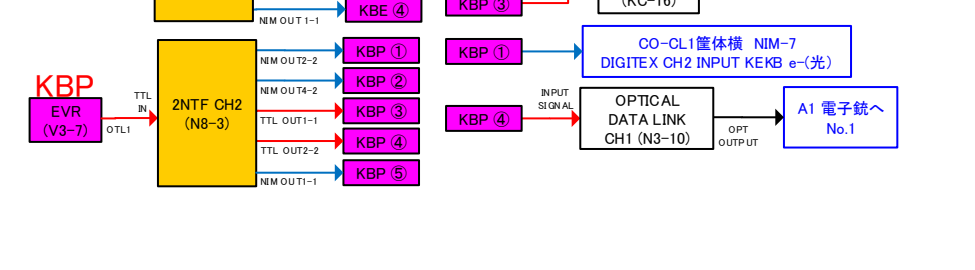 NIM OUT 1-1
KBE ④
KBP ③
(KC-16)
KBP
EVR
(V3-7)
TTL
IN
OTL1
2NTF CH2
(N8-3)
NIM OUT2-2
KBP ①
NIM OUT4-2
KBP ②
TTL OUT1-1
KBP ③
TTL OUT2-2
KBP ④
NIM OUT1-1
KBP ⑤
KBP ①
CO-CL1筐体横 NIM-7
DIGITEX CH2 INPUT KEKB e-(光)
KBP ④
INPUT
SIGNAL
OPTICAL
DATA LINK
CH1 (N3-10)
OPT
OUTPUT
A1 電子銃へ
No.1